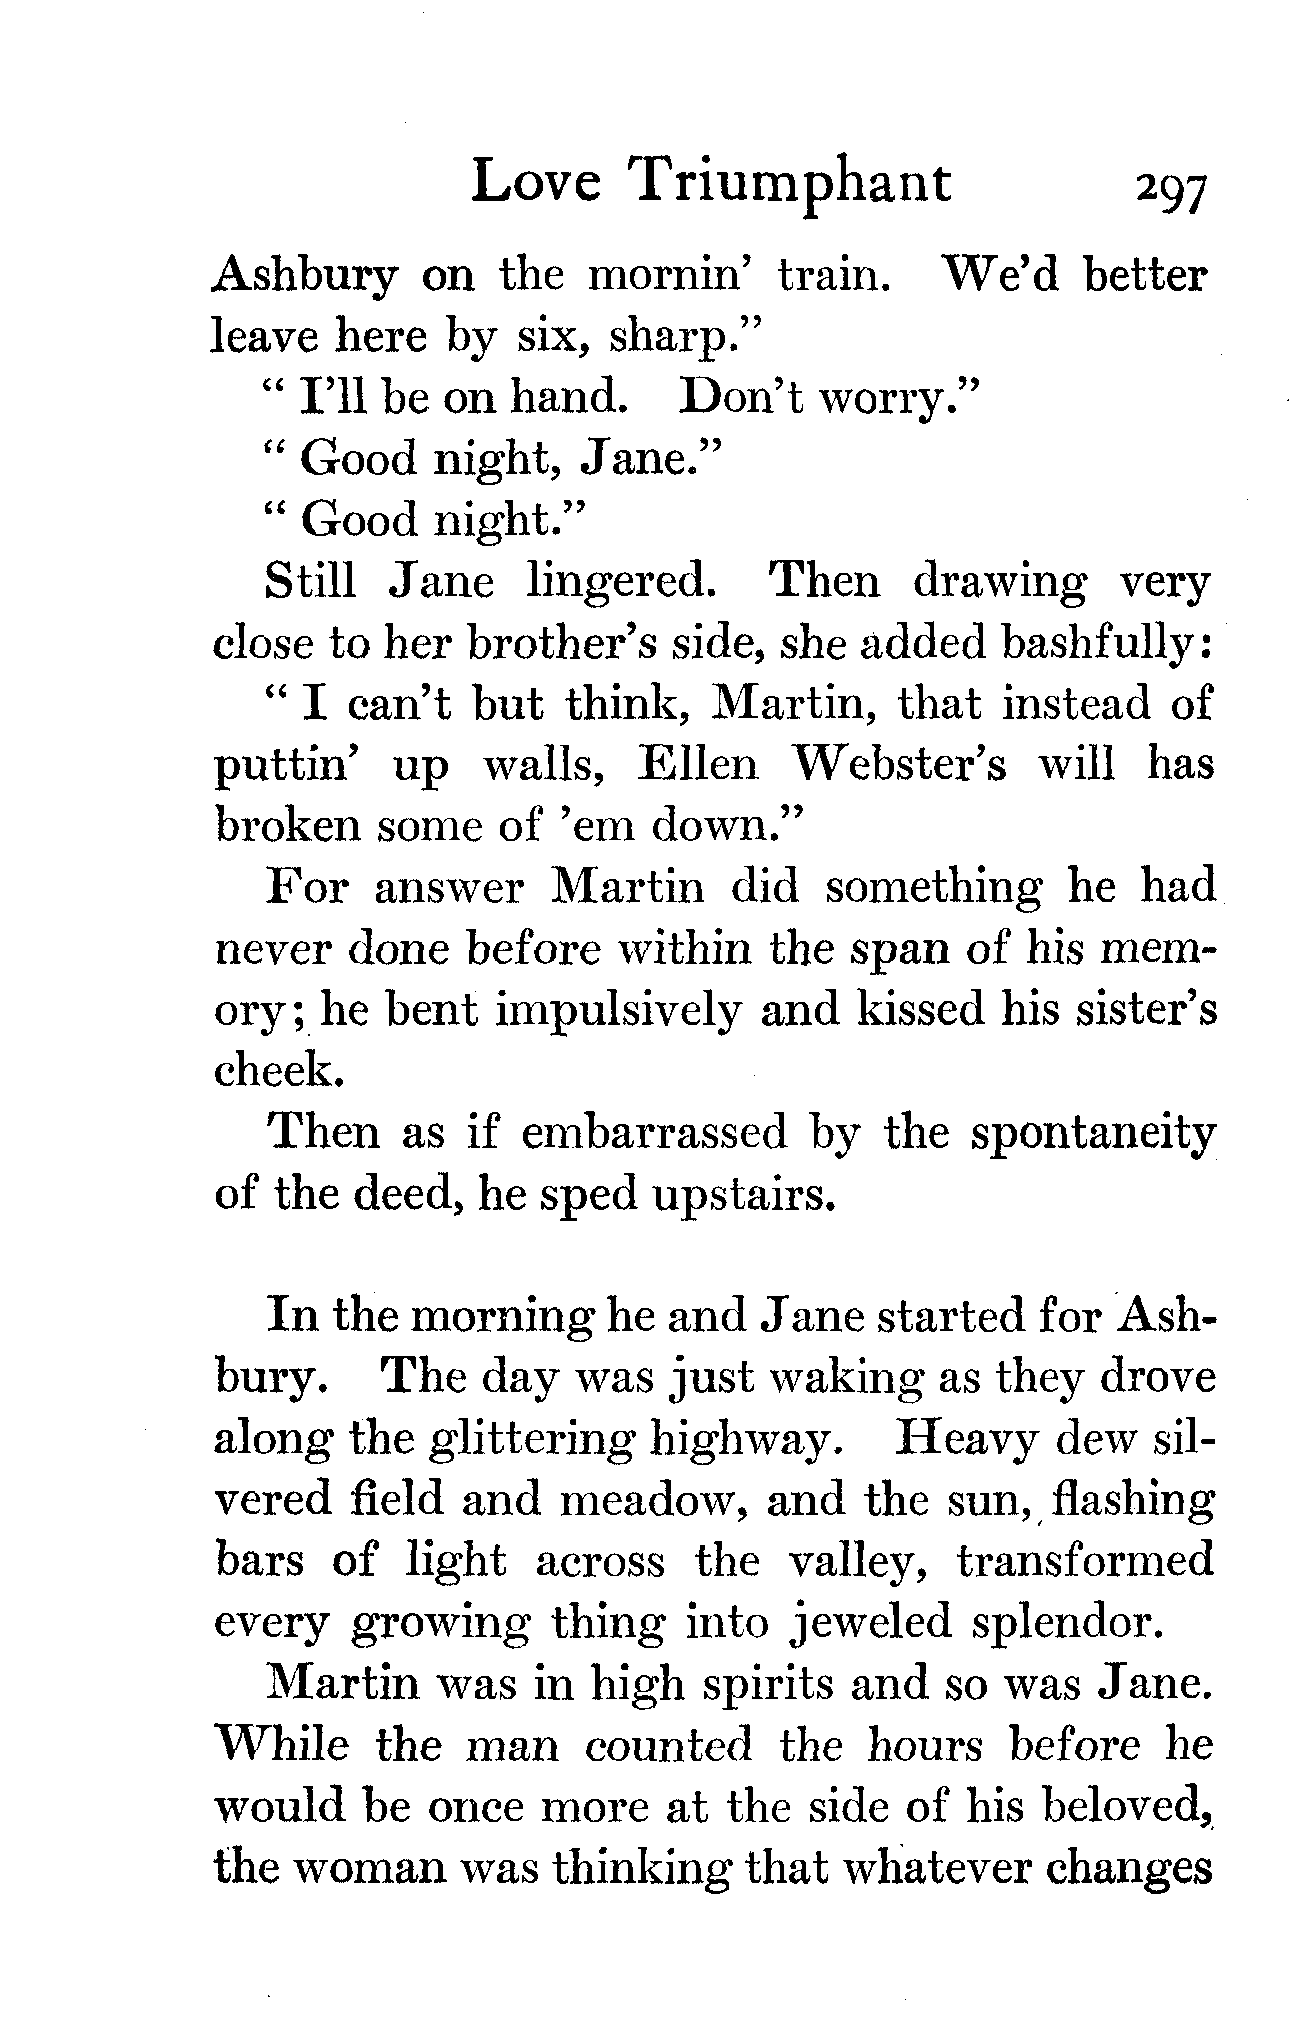 Love Triumphant 297
Ashbury on the mornin' train. We'd better
leave here by six, sharp."
" I'll be on hand. Don't worry."
" Good night, Jane."
" Good night."
Still Jane lingered. Then drawing very
close to her brother's side, she added bashfully:
" I can't but think, Martin, that instead of
puttin' up walls, Ellen Webster's will has
broken some of 'em down."
For answer Martin did something he had
never done before within the span of his mem-
ory; he bent impulsively and kissed his sister's
cheek.
Then as if embarrassed by the spontaneity
of the deed, he sped upstairs.
In the morning he and Jane started for Ash-
bury. The day was just waking as they drove
along the glittering highway. Heavy dew sil-
vered field and meadow, and the sun, flashing
bars of light across the valley, transformed
every growing thing into jeweled splendor.
Martin was in high spirits and so was Jane.
While the man counted the hours before he
would be once more at the side of his beloved,
the woman was thinking that whatever changes